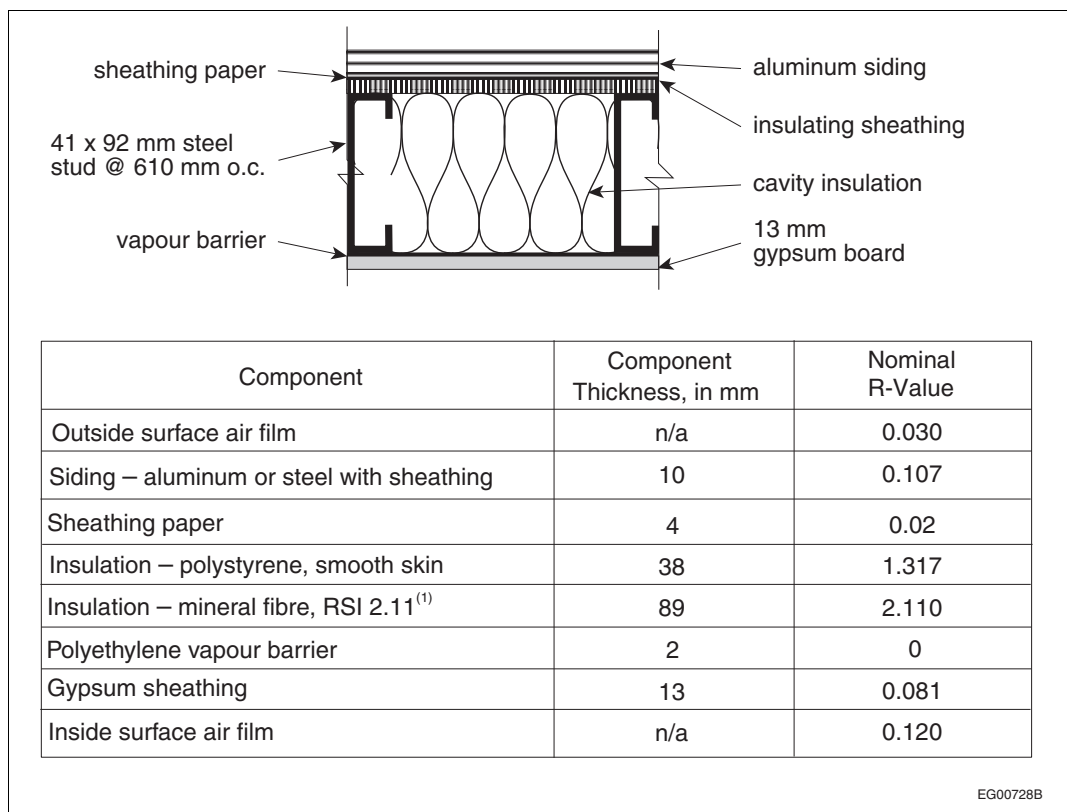 sheathing paper
41 x 92 mm steel
stud @ 610 mm o.c.
vapour barrier
aluminum siding
insulating sheathing
cavity insulation
13 mm
gypsum board
Component
Component
Thickness, in mm
Nominal
R-Value
Outside surface air film n/a 0.030
Siding – aluminum or steel with sheathing 10 0.107
Sheathing paper 4 0.02
Insulation – polystyrene, smooth skin 38 1.317
Insulation – mineral fibre, RSI 2.11(1) 89 2.110
Polyethylene vapour barrier 2 0
Gypsum sheathing 13 0.081
Inside surface air film n/a 0.120
EG00728B